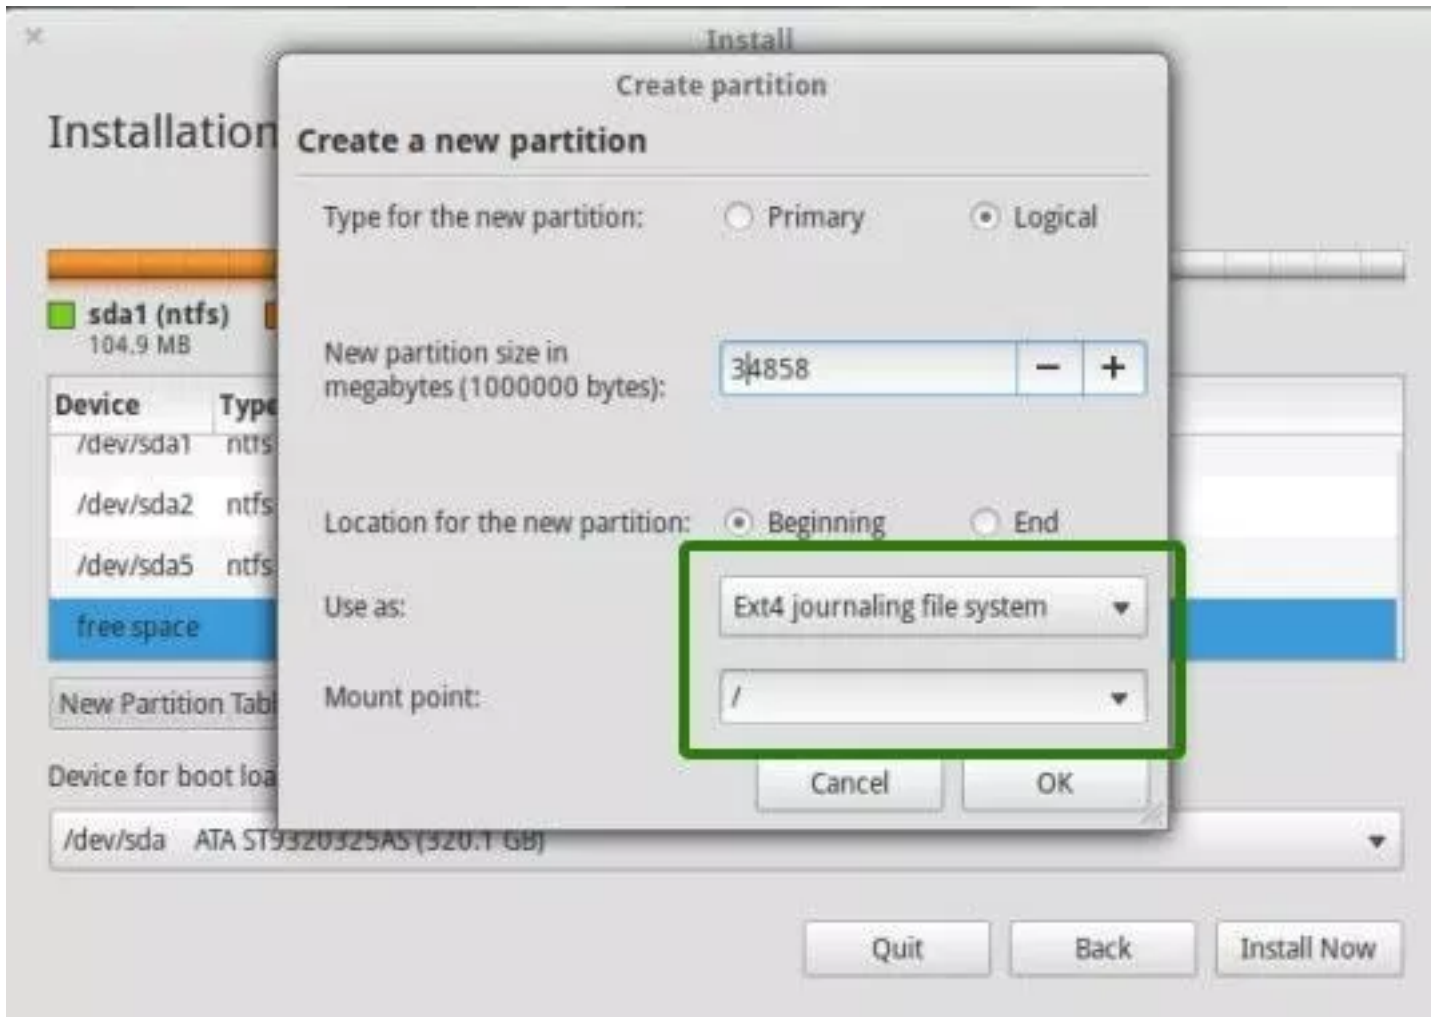 Install
Create partition
Installation
Create a new partition
Type for the new partition: Primary Logical
sda1 (ntfs)
104.9 MB
New partition size in
megabytes (1000000 bytes):
34858 − +
Device Type
/dev/sda1 ntfs
/dev/sda2 ntfs
Location for the new partition: Beginning End
/dev/sda5 ntfs
Use as: Ext4 journaling file system
free space
Mount point: /
New Partition Tabl
Device for boot loa
Cancel OK
/dev/sda ATA ST9320325AS (320.1 GB)
Quit Back Install Now